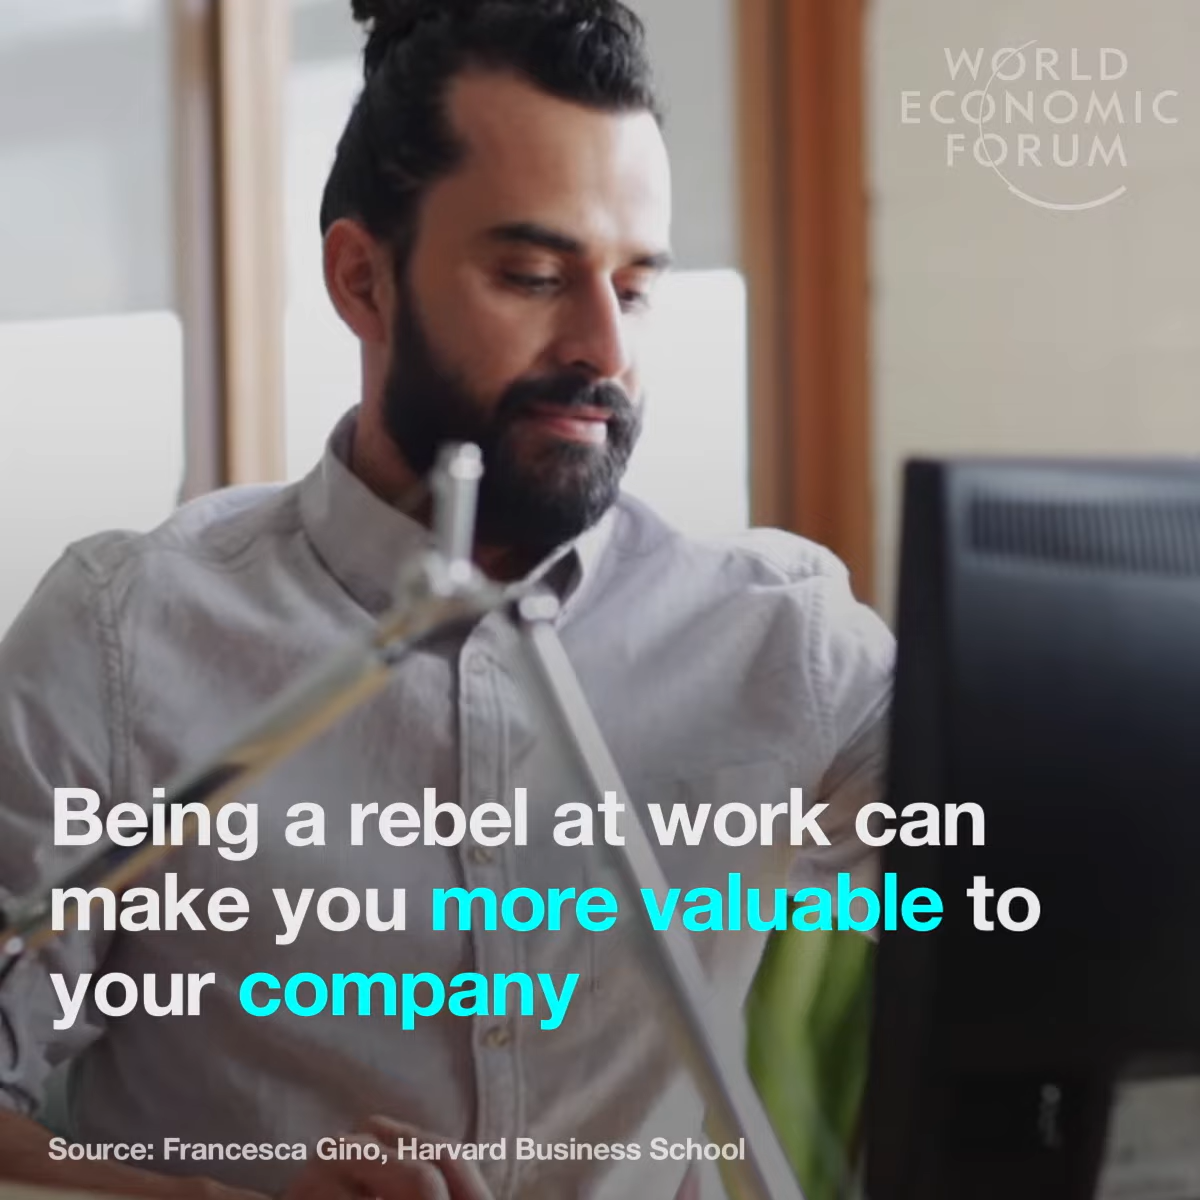 WORLD
ECONOMIC
FORUM
Being a rebel at work can
make you more valuable to
your company
Source: Francesca Gino, Harvard Business School